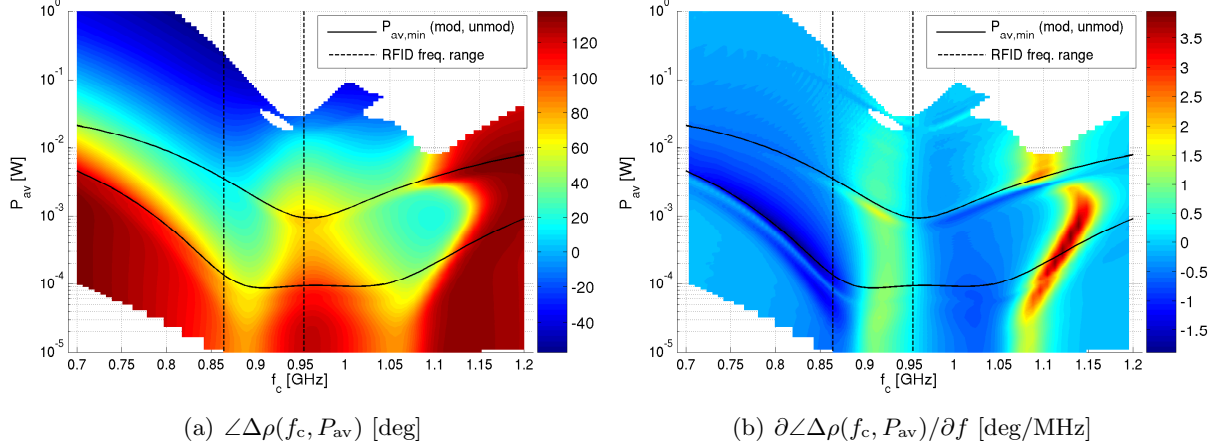 P_av,min (mod, unmod)
RFID freq. range
P_av [W]
10^0
10^-1
10^-2
10^-3
10^-4
10^-5
0.7 0.75 0.8 0.85 0.9 0.95 1 1.05 1.1 1.15 1.2
f_c [GHz]
120
100
80
60
40
20
0
-20
-40
(a) ∠Δρ(f_c, P_av) [deg]
P_av,min (mod, unmod)
RFID freq. range
P_av [W]
10^0
10^-1
10^-2
10^-3
10^-4
10^-5
0.7 0.75 0.8 0.85 0.9 0.95 1 1.05 1.1 1.15 1.2
f_c [GHz]
3.5
3
2.5
2
1.5
1
0.5
0
-0.5
-1
-1.5
(b) ∂∠Δρ(f_c, P_av)/∂f [deg/MHz]